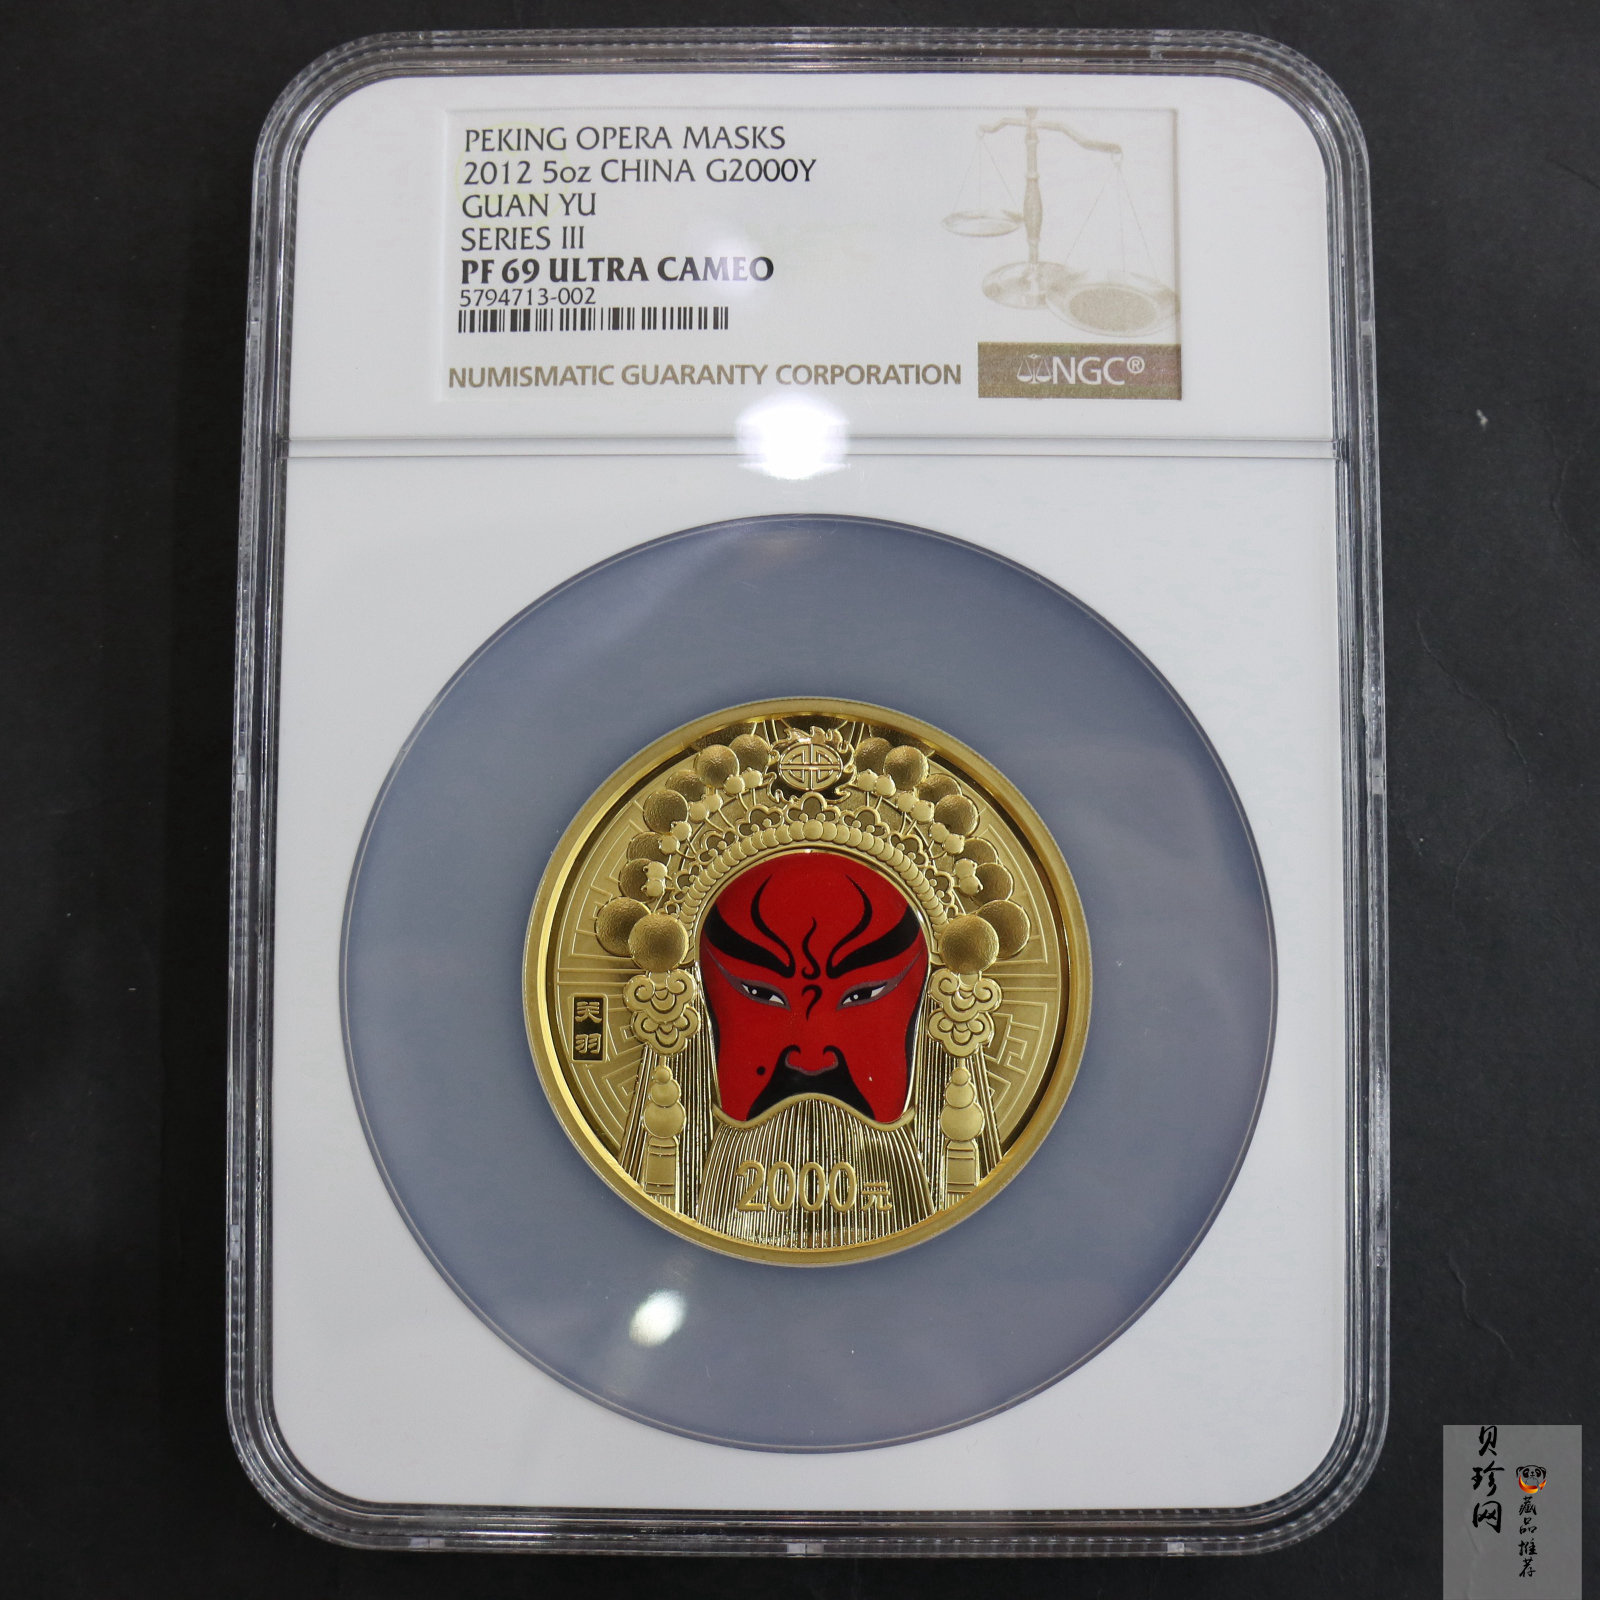 PEKING OPERA MASKS
2012 5oz CHINA G2000Y
GUAN YU
SERIES III
PF 69 ULTRA CAMEO
5794713-002
NUMISMATIC GUARANTY CORPORATION
NGC®
关羽
2000元
贝珍网
藏品推荐